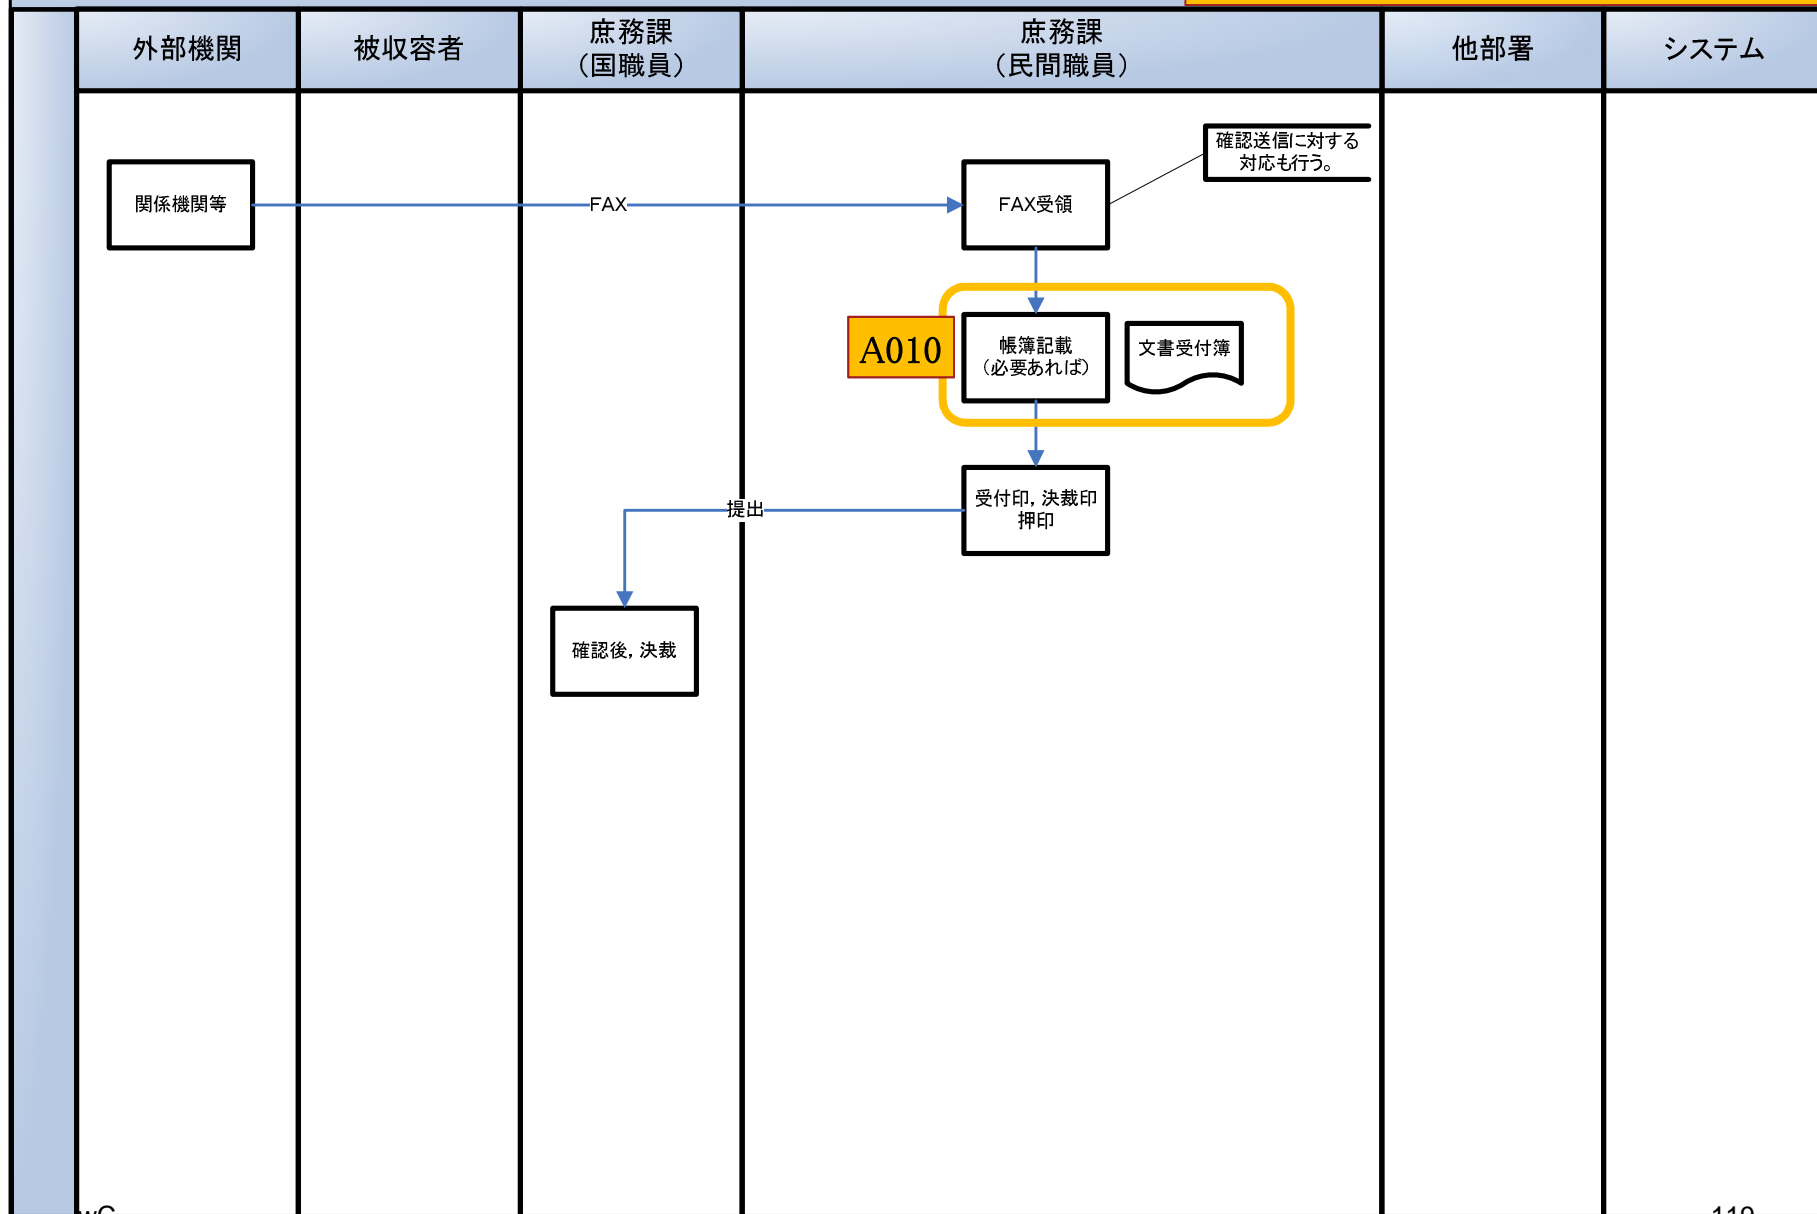 外部機関
被収容者
庶務課
（国職員）
庶務課
（民間職員）
他部署
システム
確認送信に対する
対応も行う。
関係機関等
FAX
FAX受領
A010
帳簿記載
（必要あれば）
文書受付簿
受付印，決裁印
押印
提出
確認後，決裁